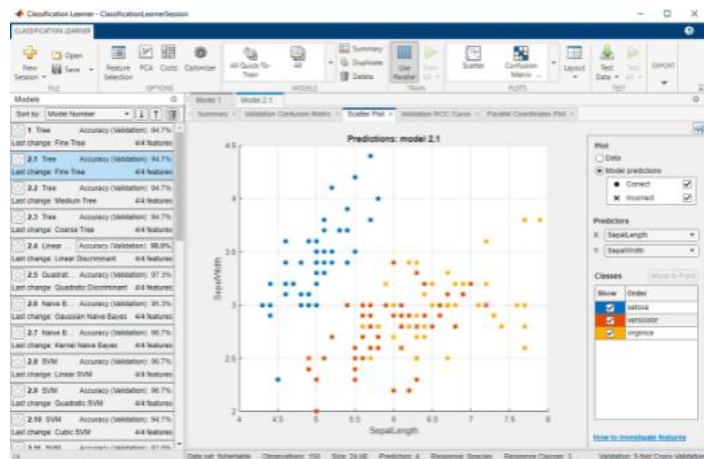 Classification Learner - ClassificationLearnerSession
CLASSIFICATION LEARNER
New Session
Open
Save
Feature Selection
PCA
Costs
Optimizer
All Quick-To-Train
All
Summary
Duplicate
Delete
Use Parallel
Train All
Scatter
Confusion Matrix ...
Layout
Test Data
Test All
EXPORT
FILE
OPTIONS
MODELS
TRAIN
PLOTS
TEST
Models
Sort by: Model Number
1 Tree Accuracy (Validation): 94.7%
Last change: Fine Tree 4/4 features
2.1 Tree Accuracy (Validation): 94.7%
Last change: Fine Tree 4/4 features
2.2 Tree Accuracy (Validation): 94.7%
Last change: Medium Tree 4/4 features
2.3 Tree Accuracy (Validation): 94.7%
Last change: Coarse Tree 4/4 features
2.4 Linear ... Accuracy (Validation): 98.0%
Last change: Linear Discriminant 4/4 features
2.5 Quadrat... Accuracy (Validation): 97.3%
Last change: Quadratic Discriminant 4/4 features
2.6 Naive B... Accuracy (Validation): 95.3%
Last change: Gaussian Naive Bayes 4/4 features
2.7 Naive B... Accuracy (Validation):
Last change: Kernel Naive Bayes 4/4 features
2.8 SVM Accuracy (Validation): 96.7%
Last change: Linear SVM 4/4 features
2.9 SVM Accuracy (Validation): 96.7%
Last change: Quadratic SVM 4/4 features
2.10 SVM Accuracy (Validation): 94.7%
Last change: Cubic SVM 4/4 features
Model 1
Model 2.1
Summary
Validation Confusion Matrix
Scatter Plot
Validation ROC Curve
Parallel Coordinates Plot
Predictions: model 2.1
4.5
4
3.5
3
2.5
2
SepalWidth
4 4.5 5 5.5 6 6.5 7 7.5 8
SepalLength
Plot
Data
Model predictions
Correct
Incorrect
Predictors
X: SepalLength
Y: SepalWidth
Classes
Move to Front
Show Order
setosa
versicolor
virginica
How to investigate features
Data set: fishertable Observations: 150 Size: 24 kB Predictors: 4 Response: Species Response Classes: 3 Validation: 5-fold Cross-Validation